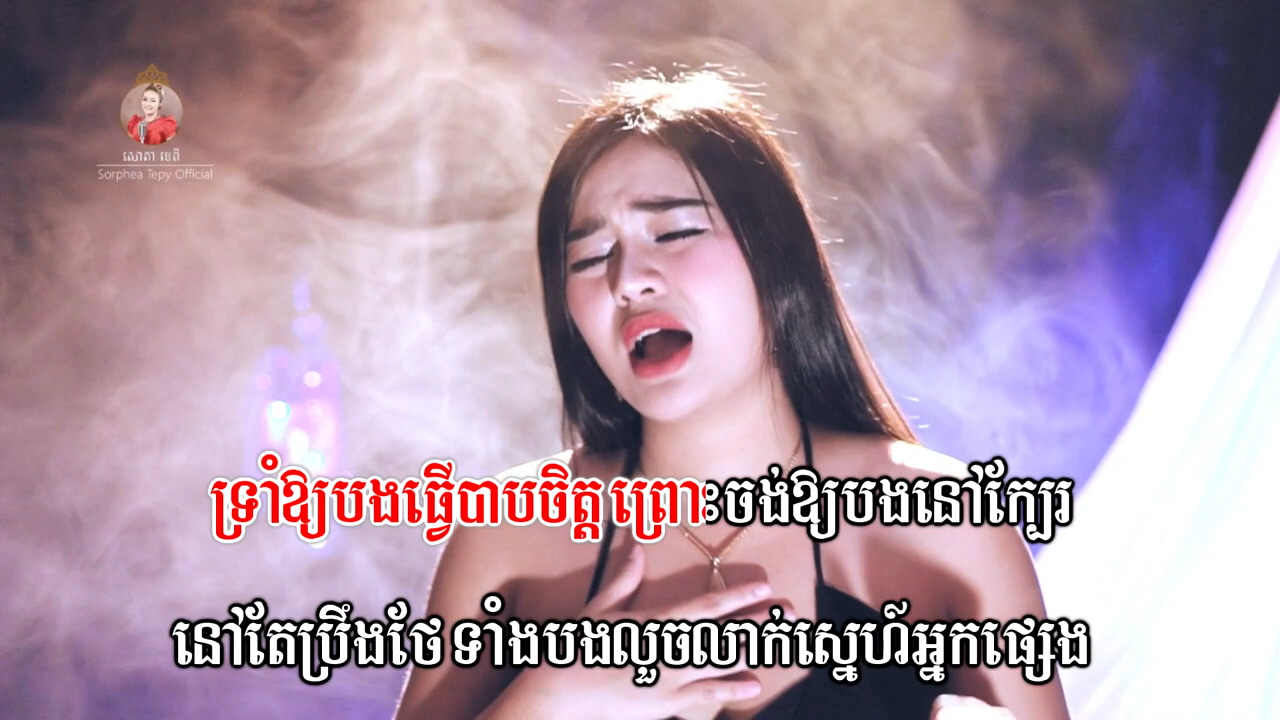 សោភា ទេពី
Sorphea Tepy Official
ទ្រាំឱ្យបងធ្វើបាបចិត្ត ព្រោះចង់ឱ្យបងនៅក្បែរ
នៅតែប្រឹងថែ ទាំងបងលួចលាក់ស្នេហ៍អ្នកផ្សេង